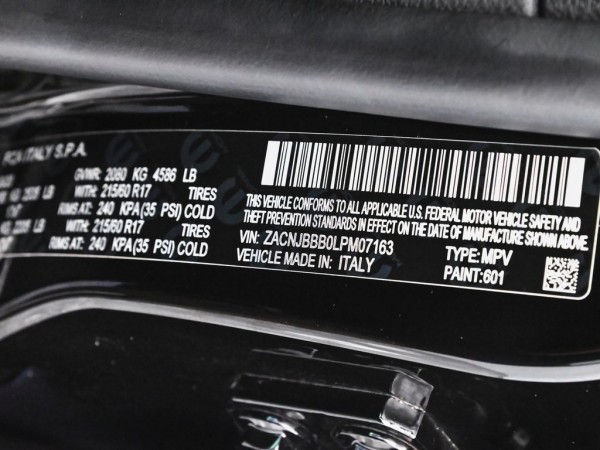 FCA ITALY S.P.A.
GVWR: 2080 KG 4586 LB
LB
WITH: 215/60 R17 TIRES
RIMS AT: 240 KPA(35 PSI) COLD
LB
WITH: 215/60 R17 TIRES
RIMS AT: 240 KPA(35 PSI) COLD
THIS VEHICLE CONFORMS TO ALL APPLICABLE U.S. FEDERAL MOTOR VEHICLE SAFETY AND
THEFT PREVENTION STANDARDS IN EFFECT ON THE DATE OF MANUFACTURE SHOWN ABOVE.
VIN: ZACNJBBB0LPM07163 TYPE: MPV
VEHICLE MADE IN: ITALY PAINT:601